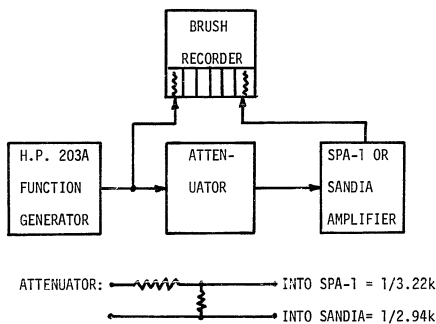 BRUSH
RECORDER
H.P. 203A
FUNCTION
GENERATOR
ATTEN-
UATOR
SPA-1 OR
SANDIA
AMPLIFIER
ATTENUATOR:
INTO SPA-1 = 1/3.22k
INTO SANDIA= 1/2.94k